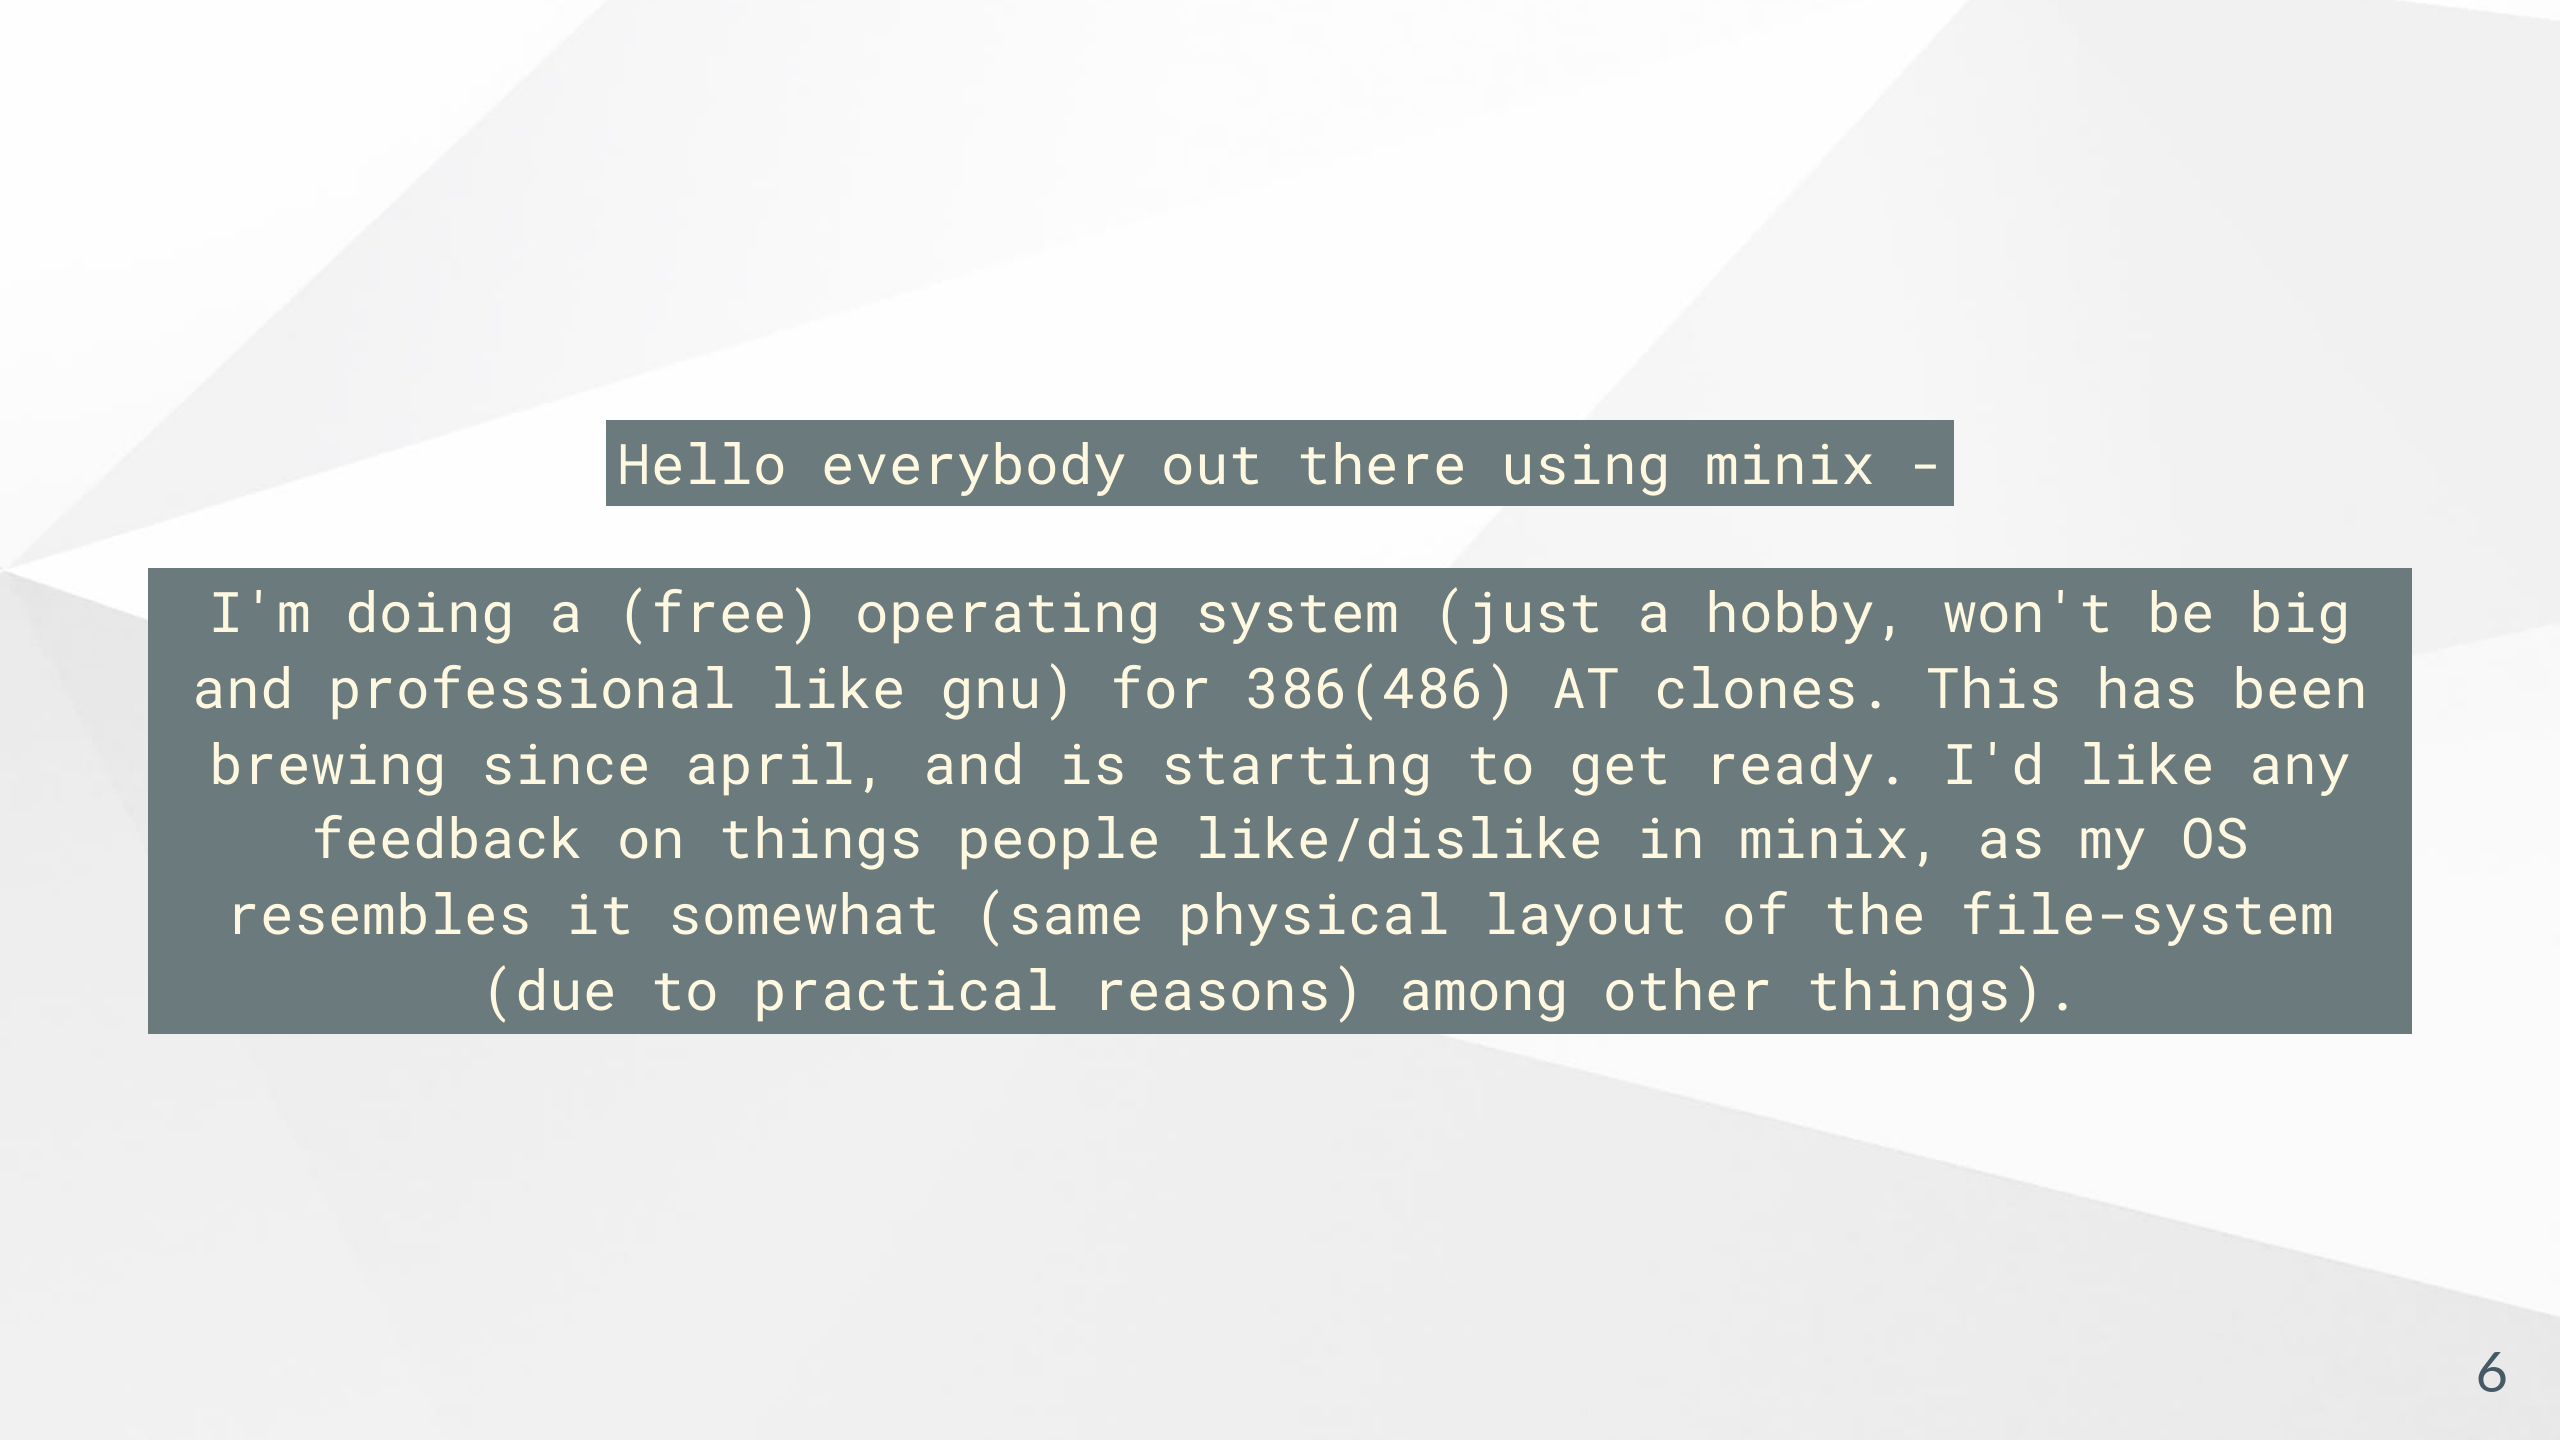 Hello everybody out there using minix -
I'm doing a (free) operating system (just a hobby, won't be big
and professional like gnu) for 386(486) AT clones. This has been
brewing since april, and is starting to get ready. I'd like any
feedback on things people like/dislike in minix, as my OS
resembles it somewhat (same physical layout of the file-system
(due to practical reasons) among other things).
6